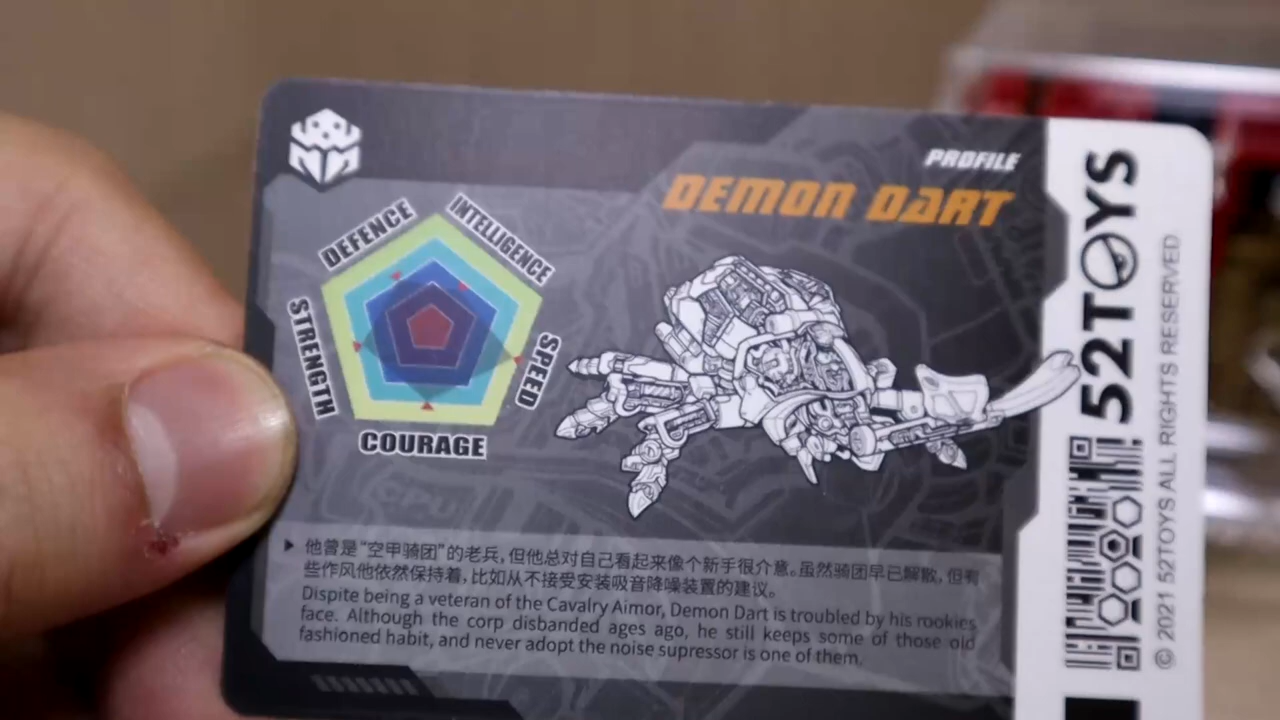 PROFILE
DEMON DART
DEFENCE
INTELLIGENCE
STRENGTH
SPEED
COURAGE
他曾是“空甲骑团”的老兵,但他总对自己看起来像个新手很介意。虽然骑团早已解散,但有
些作风他依然保持着,比如从不接受安装吸音降噪装置的建议。
Dispite being a veteran of the Cavalry Aimor, Demon Dart is troubled by his rookies
face. Although the corp disbanded ages ago, he still keeps some of those old
fashioned habit, and never adopt the noise supressor is one of them.
52TOYS
© 2021 52TOYS ALL RIGHTS RESERVED